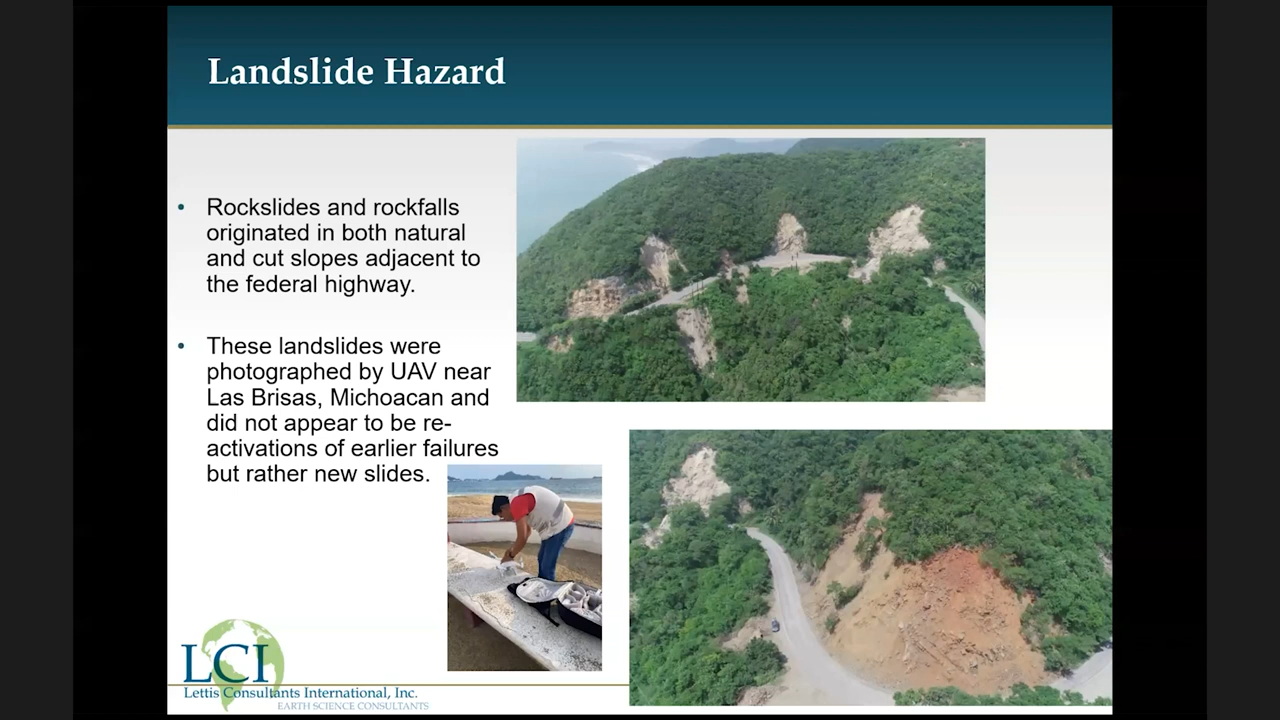 Landslide Hazard
• Rockslides and rockfalls
originated in both natural
and cut slopes adjacent to
the federal highway.
• These landslides were
photographed by UAV near
Las Brisas, Michoacan and
did not appear to be re-
activations of earlier failures
but rather new slides.
LCI
Lettis Consultants International, Inc.
EARTH SCIENCE CONSULTANTS